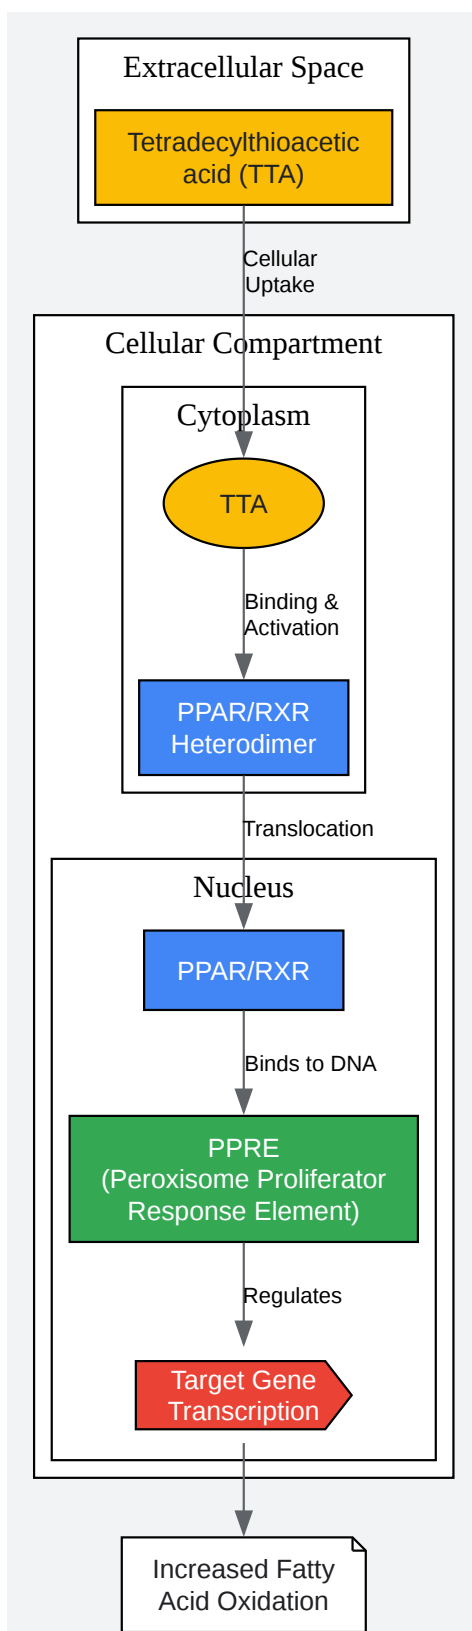 Extracellular Space
Tetradecylthioacetic
acid (TTA)
Cellular
Uptake
Cellular Compartment
Cytoplasm
TTA
Binding &
Activation
PPAR/RXR
Heterodimer
Translocation
Nucleus
PPAR/RXR
Binds to DNA
PPRE
(Peroxisome Proliferator
Response Element)
Regulates
Target Gene
Transcription
Increased Fatty
Acid Oxidation